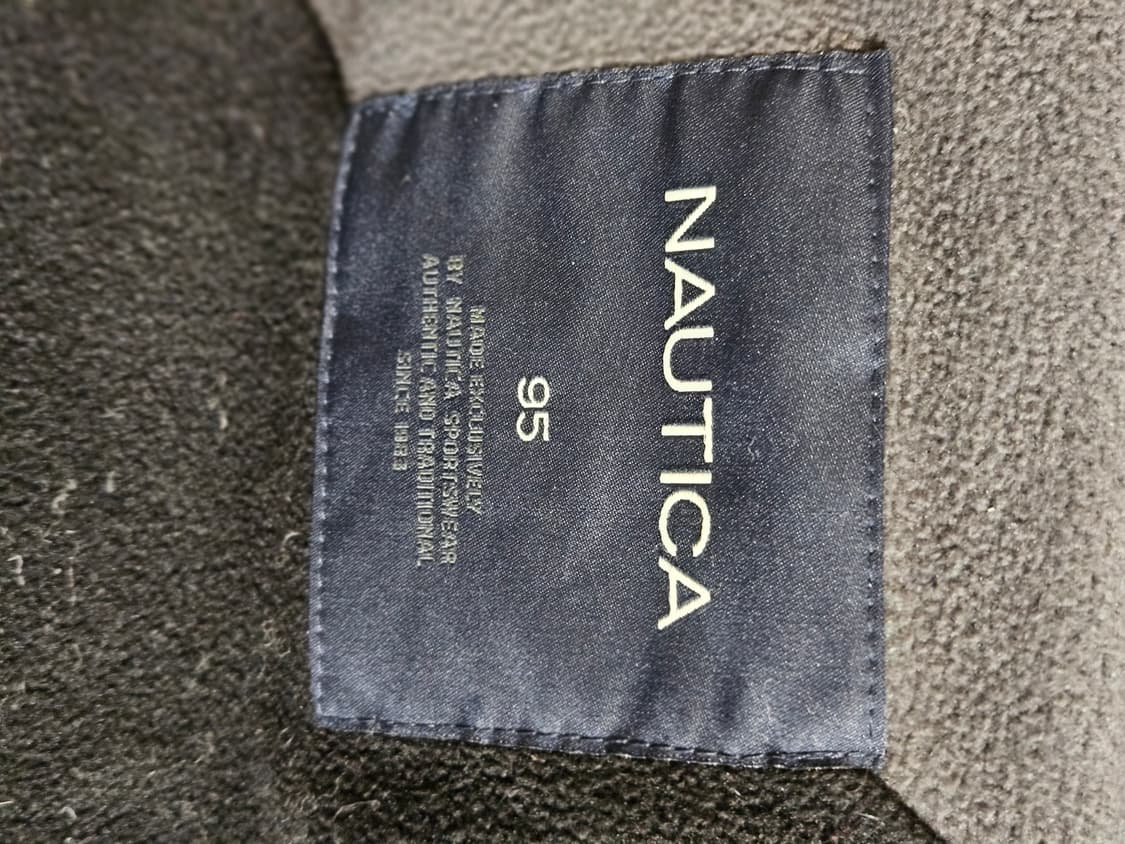 NAUTICA
95
MADE EXCLUSIVELY
BY NAUTICA SPORTSWEAR
AUTHENTIC AND TRADITIONAL
SINCE 1983